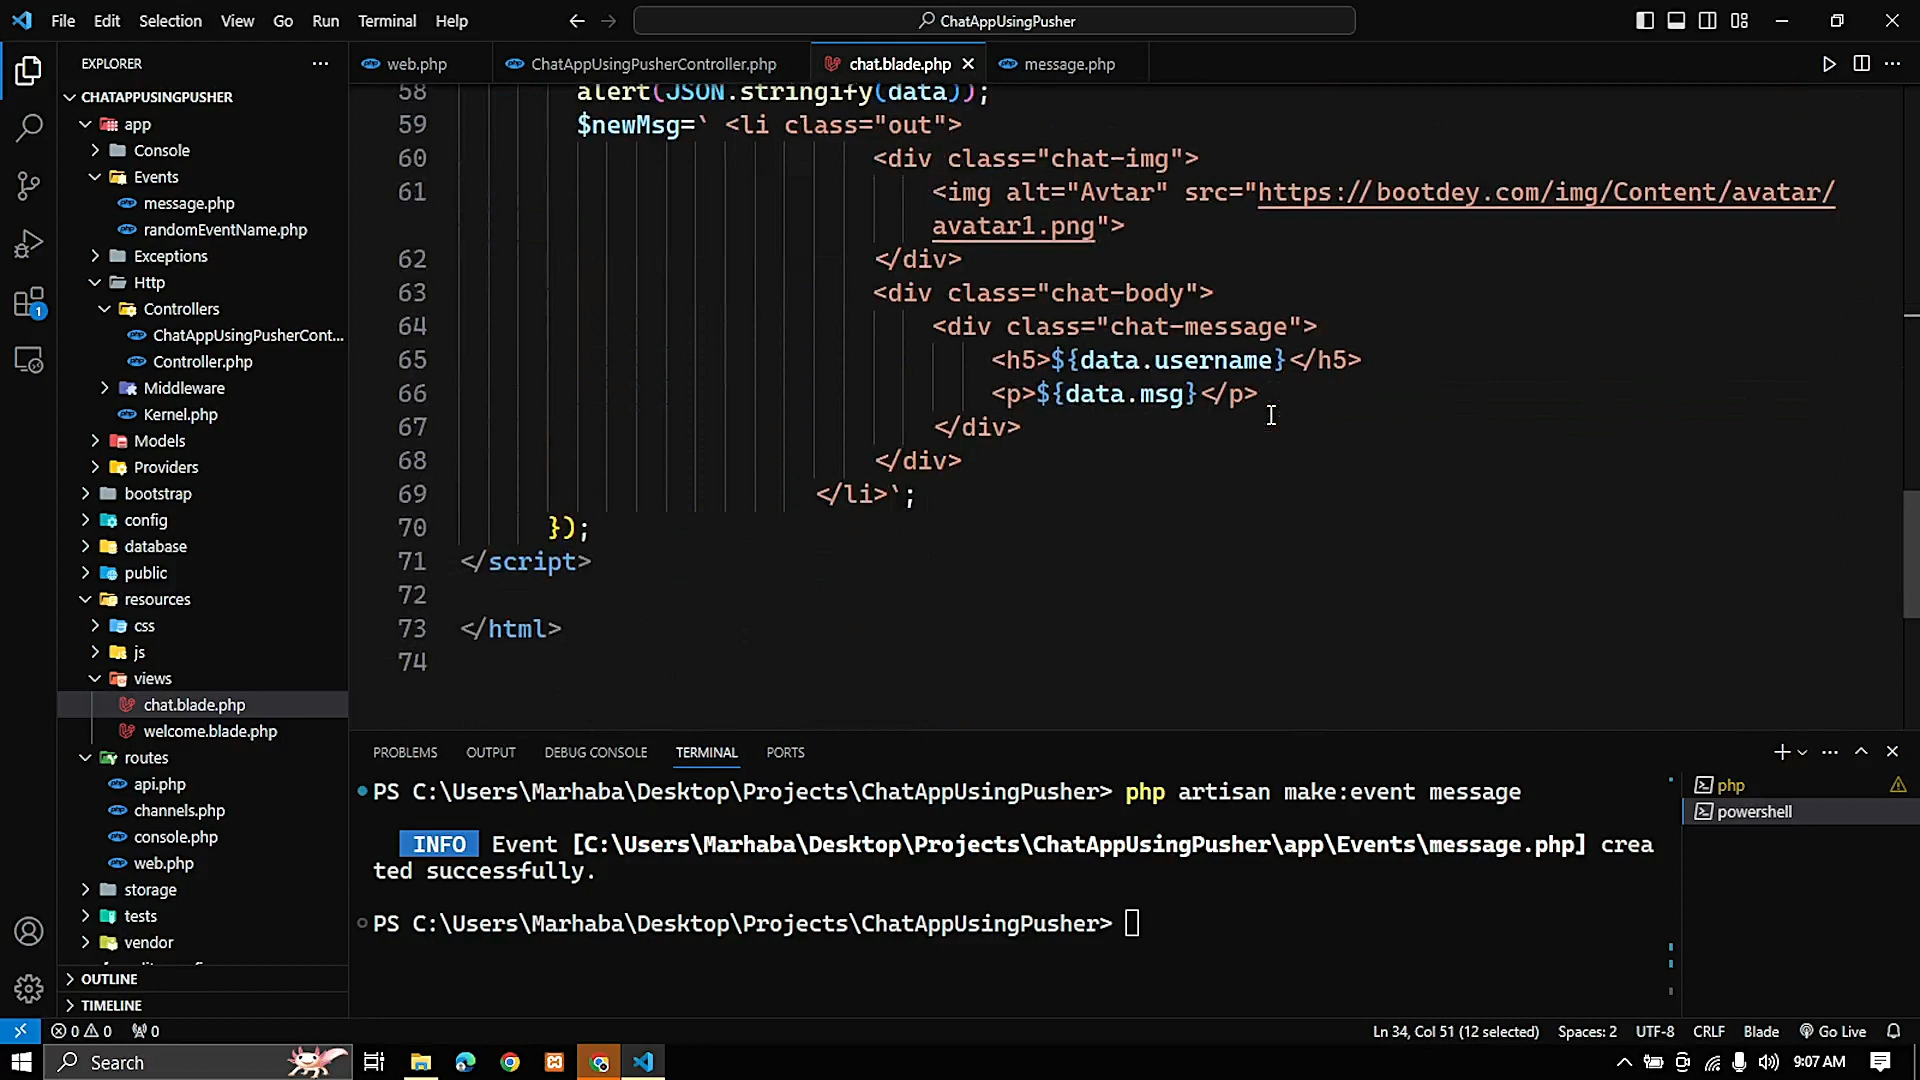 File Edit Selection View Go Run Terminal Help
ChatAppUsingPusher
EXPLORER
web.php
ChatAppUsingPusherController.php
chat.blade.php
message.php
CHATAPPUSINGPUSHER
app
Console
Events
message.php
randomEventName.php
Exceptions
Http
Controllers
ChatAppUsingPusherCont...
Controller.php
Middleware
Kernel.php
Models
Providers
bootstrap
config
database
public
resources
css
js
views
chat.blade.php
welcome.blade.php
routes
api.php
channels.php
console.php
web.php
storage
tests
vendor
OUTLINE
TIMELINE
58 alert(JSON.stringify(data));
59 $newMsg=` <li class="out">
60 <div class="chat-img">
61 <img alt="Avtar" src="https://bootdey.com/img/Content/avatar/
avatar1.png">
62 </div>
63 <div class="chat-body">
64 <div class="chat-message">
65 <h5>${data.username}</h5>
66 <p>${data.msg}</p>
67 </div>
68 </div>
69 </li>`;
70 });
71 </script>
72
73 </html>
74
PROBLEMS OUTPUT DEBUG CONSOLE TERMINAL PORTS
PS C:\Users\Marhaba\Desktop\Projects\ChatAppUsingPusher> php artisan make:event message
INFO Event [C:\Users\Marhaba\Desktop\Projects\ChatAppUsingPusher\app\Events\message.php] crea
ted successfully.
PS C:\Users\Marhaba\Desktop\Projects\ChatAppUsingPusher>
php
powershell
1
0 0 0
Ln 34, Col 51 (12 selected) Spaces: 2 UTF-8 CRLF Blade Go Live
Search
9:07 AM